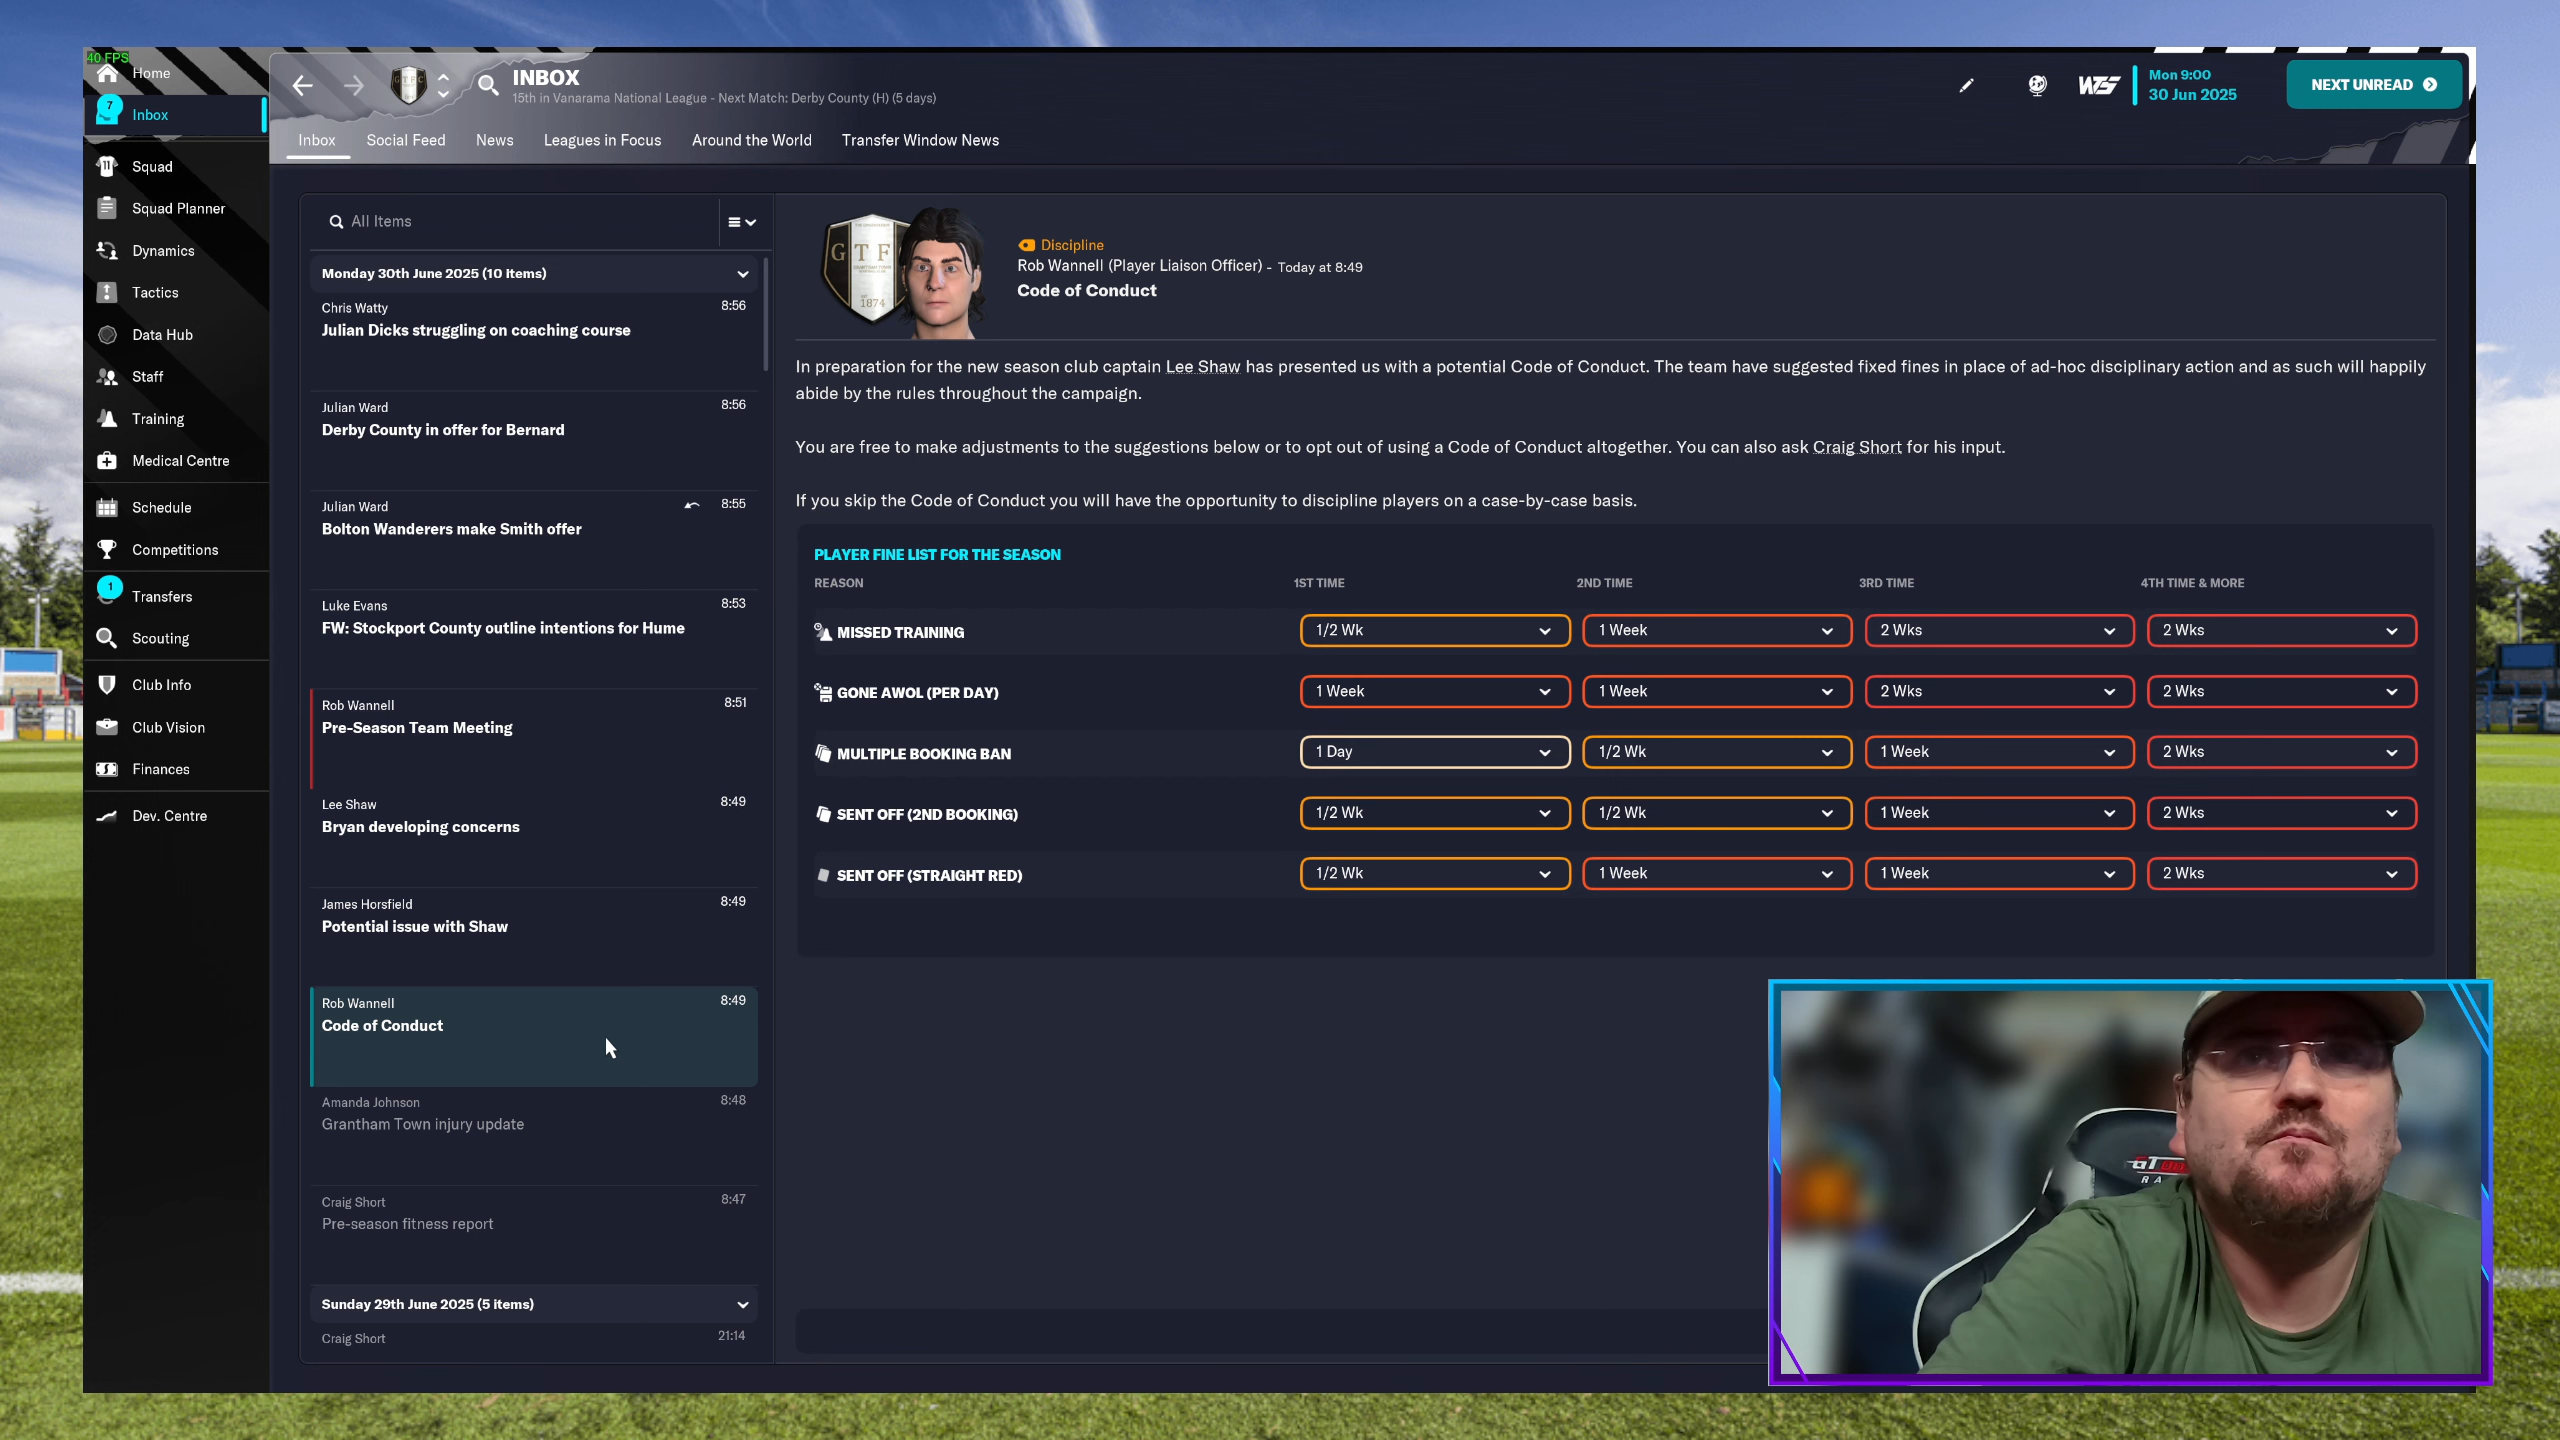 40 FPS
Home
7
Inbox
Squad
Squad Planner
Dynamics
Tactics
Data Hub
Staff
Training
Medical Centre
Schedule
Competitions
1
Transfers
Scouting
Club Info
Club Vision
Finances
Dev. Centre
INBOX
15th in Vanarama National League - Next Match: Derby County (H) (5 days)
Mon 9:00
30 Jun 2025
NEXT UNREAD
Inbox
Social Feed
News
Leagues in Focus
Around the World
Transfer Window News
All Items
Monday 30th June 2025 (10 Items)
Chris Watty 8:56
Julian Dicks struggling on coaching course
Julian Ward 8:56
Derby County in offer for Bernard
Julian Ward 8:55
Bolton Wanderers make Smith offer
Luke Evans 8:53
FW: Stockport County outline intentions for Hume
Rob Wannell 8:51
Pre-Season Team Meeting
Lee Shaw 8:49
Bryan developing concerns
James Horsfield 8:49
Potential issue with Shaw
Rob Wannell 8:49
Code of Conduct
Amanda Johnson 8:48
Grantham Town injury update
Craig Short 8:47
Pre-season fitness report
Sunday 29th June 2025 (5 items)
Craig Short 21:14
G T F
1874
Discipline
Rob Wannell (Player Liaison Officer) - Today at 8:49
Code of Conduct
In preparation for the new season club captain Lee Shaw has presented us with a potential Code of Conduct. The team have suggested fixed fines in place of ad-hoc disciplinary action and as such will happily
abide by the rules throughout the campaign.
You are free to make adjustments to the suggestions below or to opt out of using a Code of Conduct altogether. You can also ask Craig Short for his input.
If you skip the Code of Conduct you will have the opportunity to discipline players on a case-by-case basis.
PLAYER FINE LIST FOR THE SEASON
REASON 1ST TIME 2ND TIME 3RD TIME 4TH TIME & MORE
MISSED TRAINING 1/2 Wk 1 Week 2 Wks 2 Wks
GONE AWOL (PER DAY) 1 Week 1 Week 2 Wks 2 Wks
MULTIPLE BOOKING BAN 1 Day 1/2 Wk 1 Week 2 Wks
SENT OFF (2ND BOOKING) 1/2 Wk 1/2 Wk 1 Week 2 Wks
SENT OFF (STRAIGHT RED) 1/2 Wk 1 Week 1 Week 2 Wks